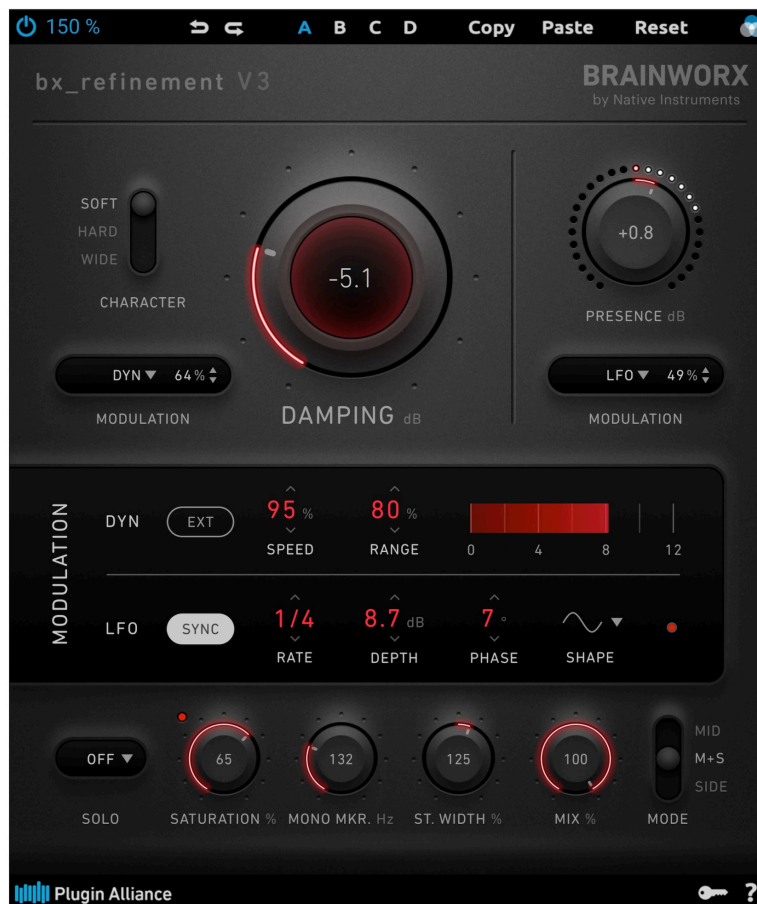 150 % A B C D Copy Paste Reset
bx_refinement V3
BRAINWORX
by Native Instruments
SOFT
HARD
WIDE
CHARACTER
-5.1
+0.8
PRESENCE dB
DYN 64%
MODULATION
DAMPING dB
LFO 49%
MODULATION
MODULATION
DYN EXT 95 % 80 %
SPEED RANGE 0 4 8 12
LFO SYNC 1/4 8.7 dB 7 °
RATE DEPTH PHASE SHAPE
OFF 65 132 125 100
MID
M+S
SIDE
SOLO SATURATION % MONO MKR. Hz ST. WIDTH % MIX % MODE
Plugin Alliance ?